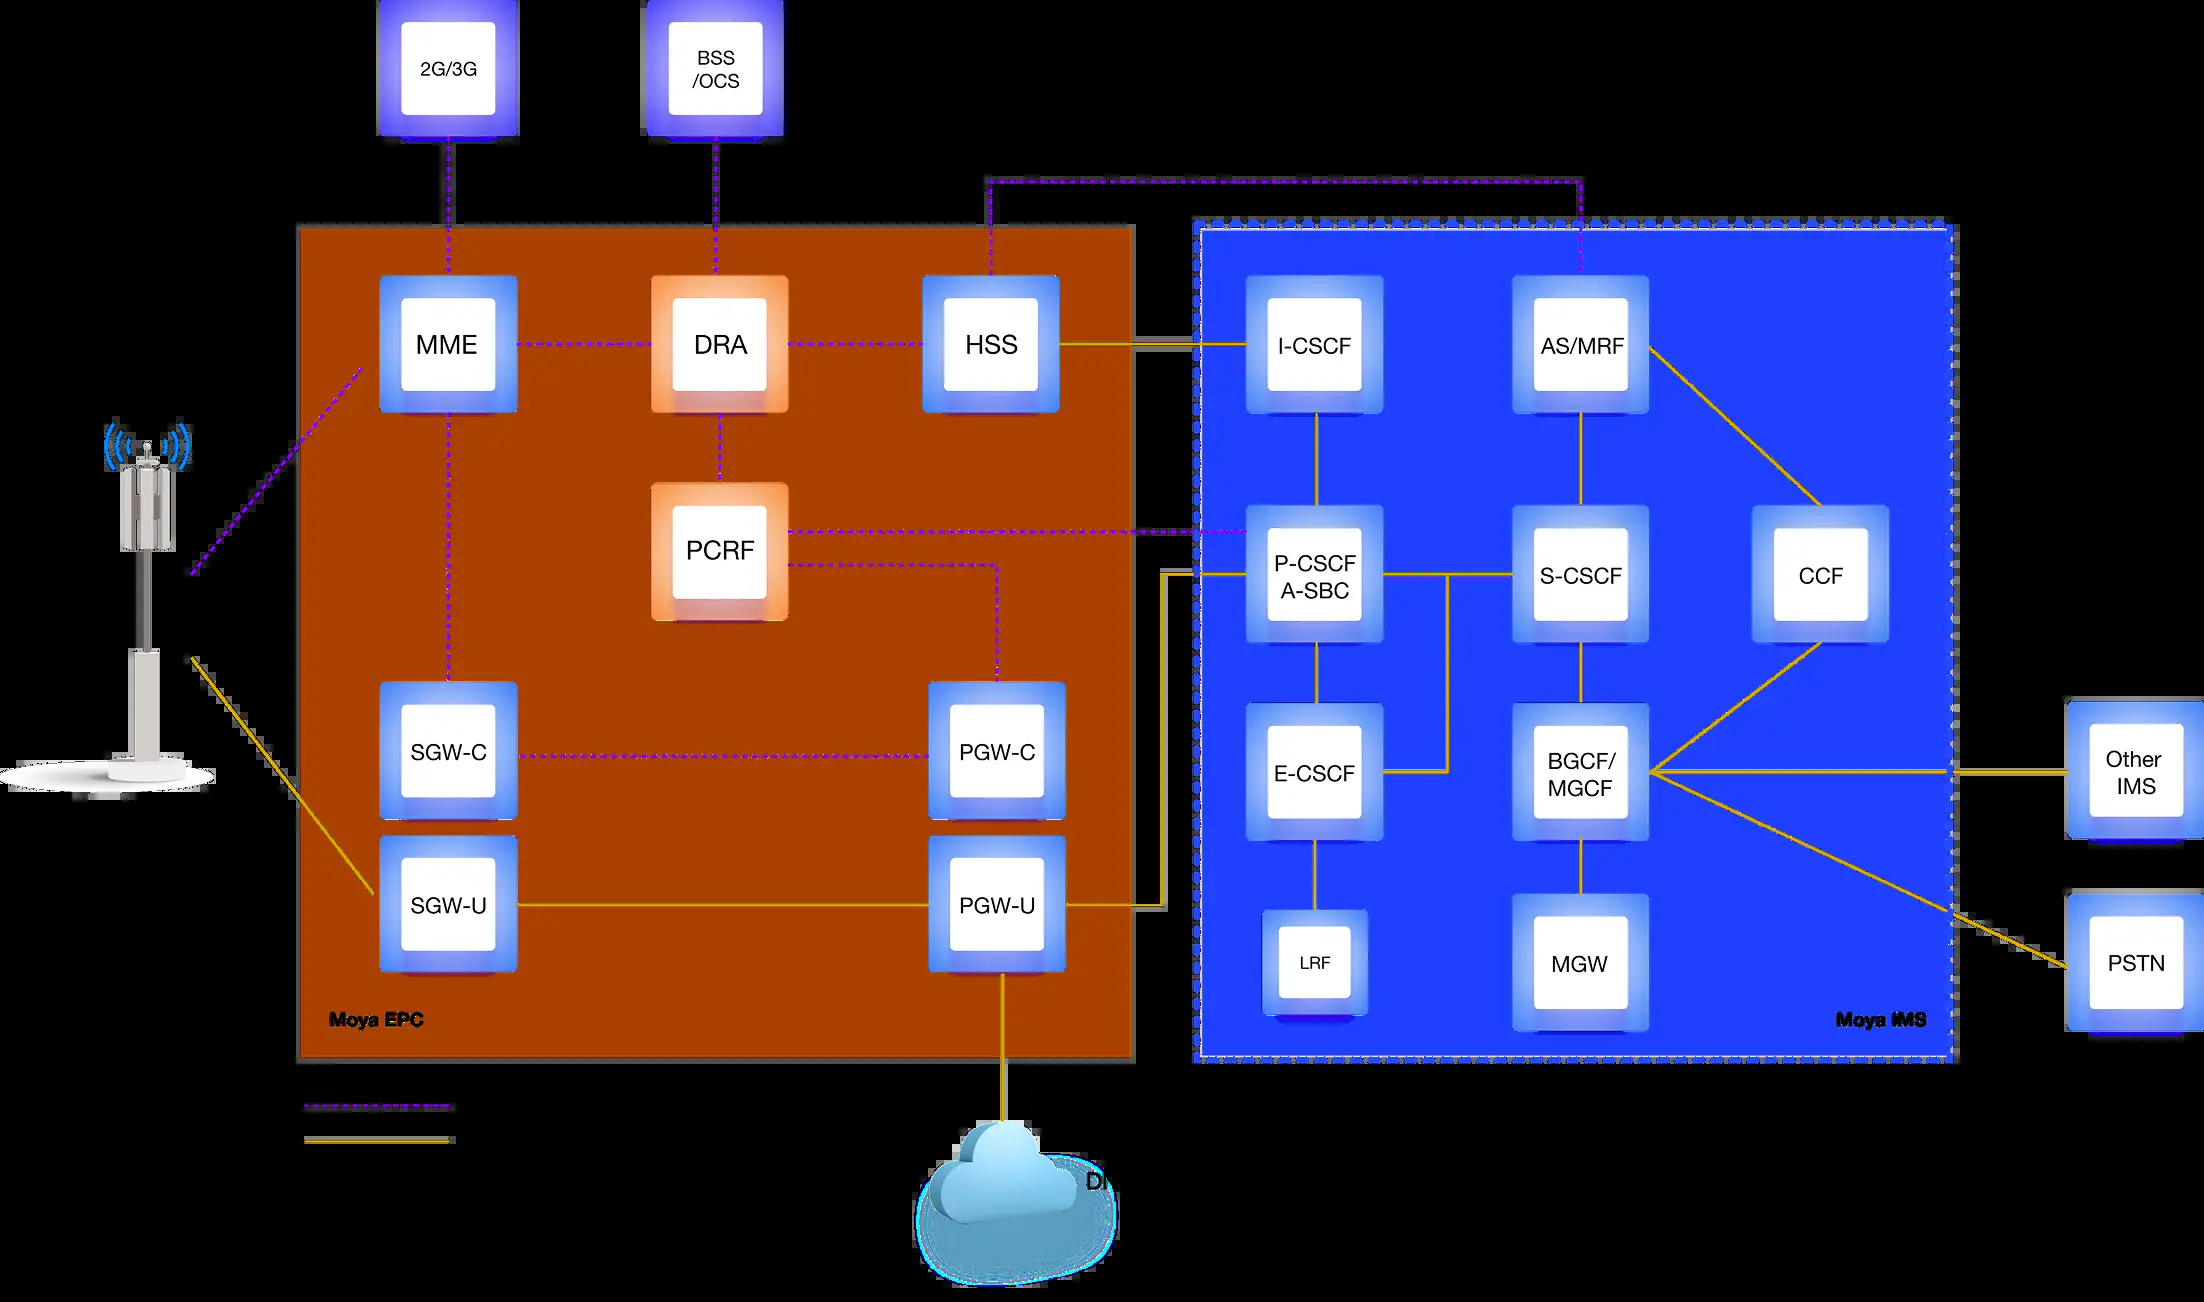 2G/3G
BSS
/OCS
MME
DRA
HSS
I-CSCF
AS/MRF
PCRF
P-CSCF
A-SBC
S-CSCF
CCF
SGW-C
PGW-C
E-CSCF
BGCF/
MGCF
Other
IMS
SGW-U
PGW-U
LRF
MGW
PSTN
Moya EPC
Moya IMS